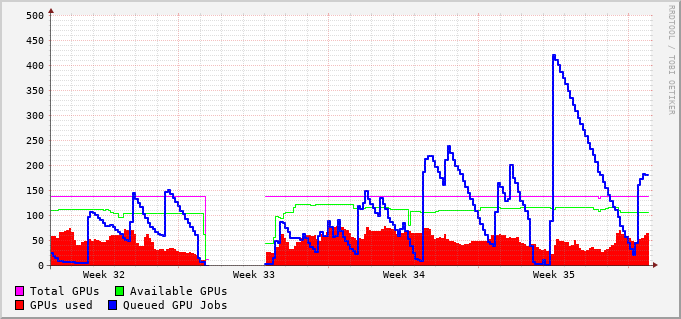 500
450
400
350
300
250
200
150
100
50
0
Week 32 Week 33 Week 34 Week 35
Total GPUs Available GPUs
GPUs used Queued GPU Jobs
RRDTOOL / TOBI OETIKER